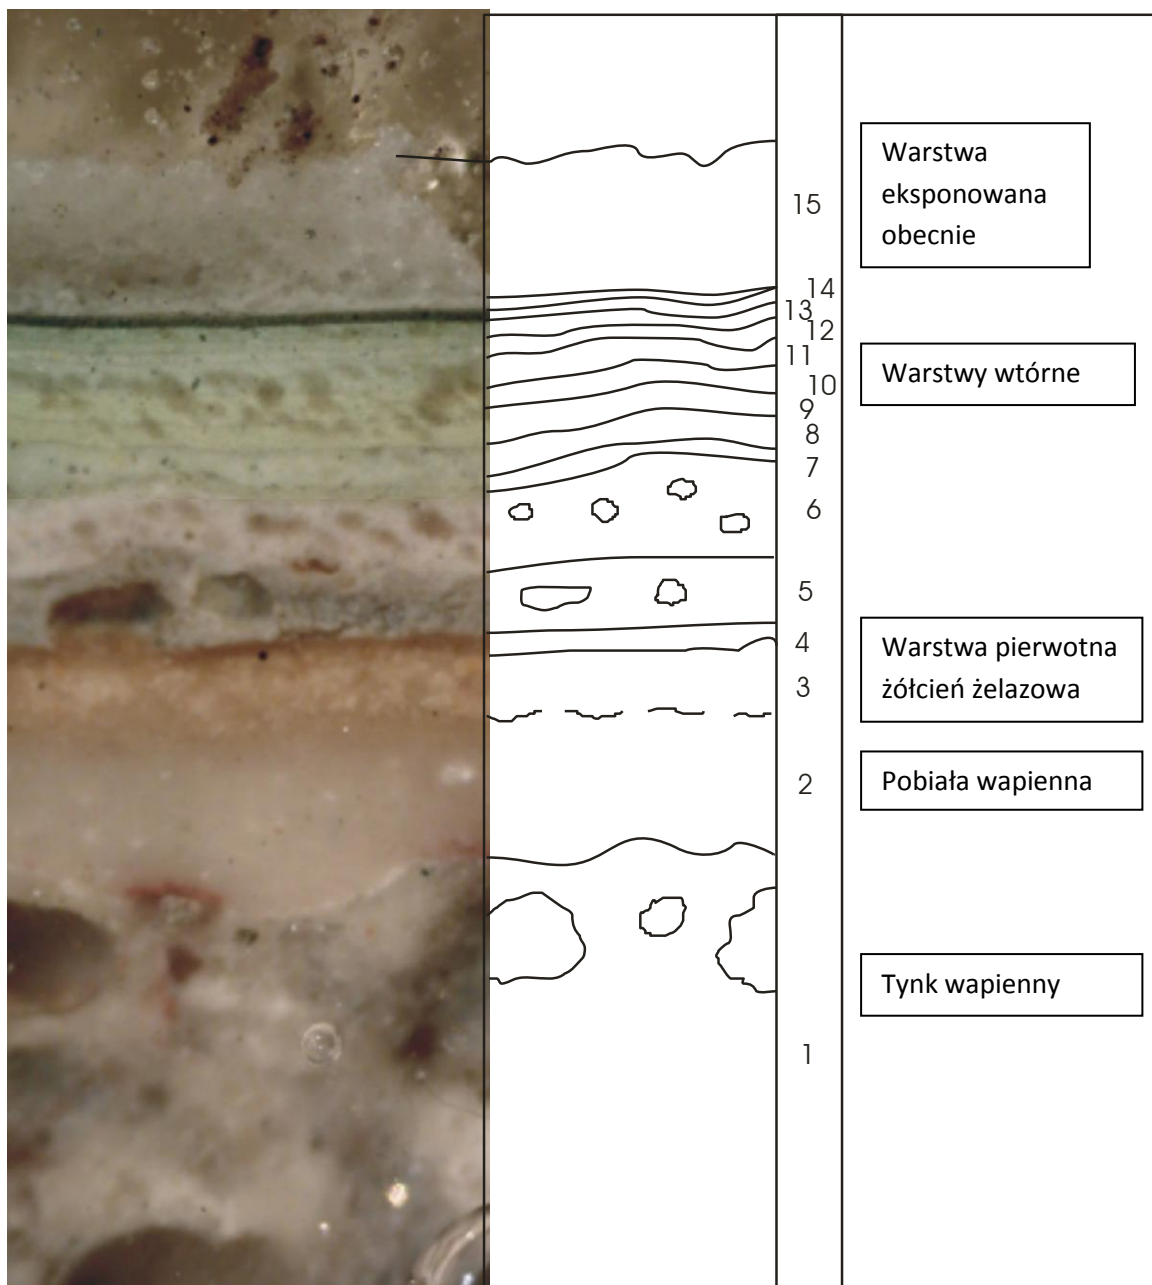 Warstwa
eksponowana
obecnie
15
14
13
12
11
Warstwy wtórne
10
9
8
7
6
5
4
Warstwa pierwotna
żółcień żelazowa
3
2
Pobiała wapienna
Tynk wapienny
1